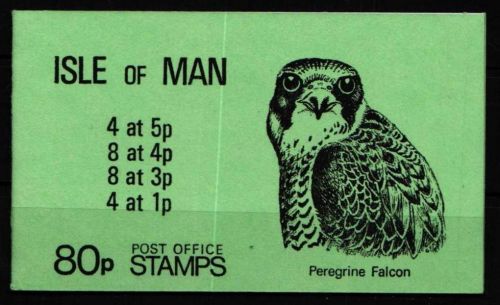 ISLE OF MAN
4 at 5p
8 at 4p
8 at 3p
4 at 1p
80p POST OFFICE STAMPS
Peregrine Falcon